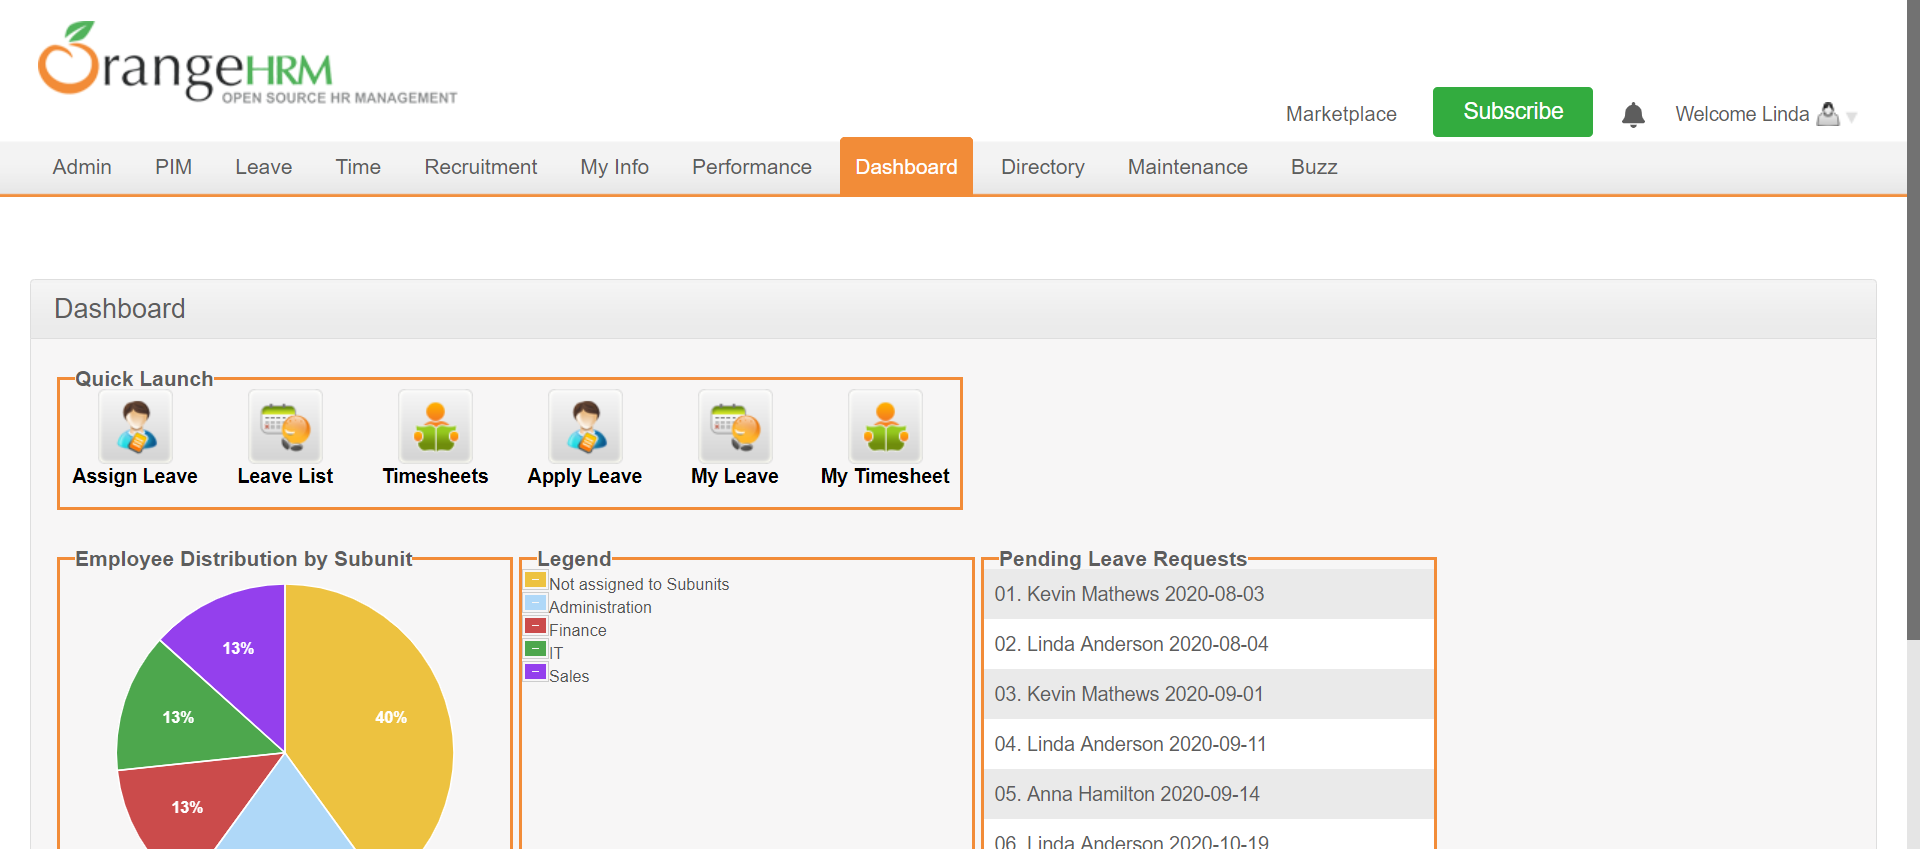 OrangeHRM
OPEN SOURCE HR MANAGEMENT
Marketplace
Subscribe
Welcome Linda
Admin PIM Leave Time Recruitment My Info Performance Dashboard Directory Maintenance Buzz
Dashboard
Quick Launch
Assign Leave Leave List Timesheets Apply Leave My Leave My Timesheet
Employee Distribution by Subunit
13%
40%
13%
13%
Legend
Not assigned to Subunits
Administration
Finance
IT
Sales
Pending Leave Requests
01. Kevin Mathews 2020-08-03
02. Linda Anderson 2020-08-04
03. Kevin Mathews 2020-09-01
04. Linda Anderson 2020-09-11
05. Anna Hamilton 2020-09-14
06. Linda Anderson 2020-10-19